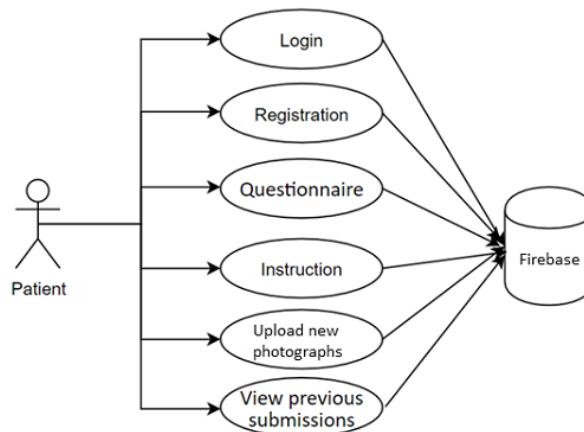 Login
Registration
Questionnaire
Instruction
Upload new
photographs
View previous
submissions
Patient
Firebase